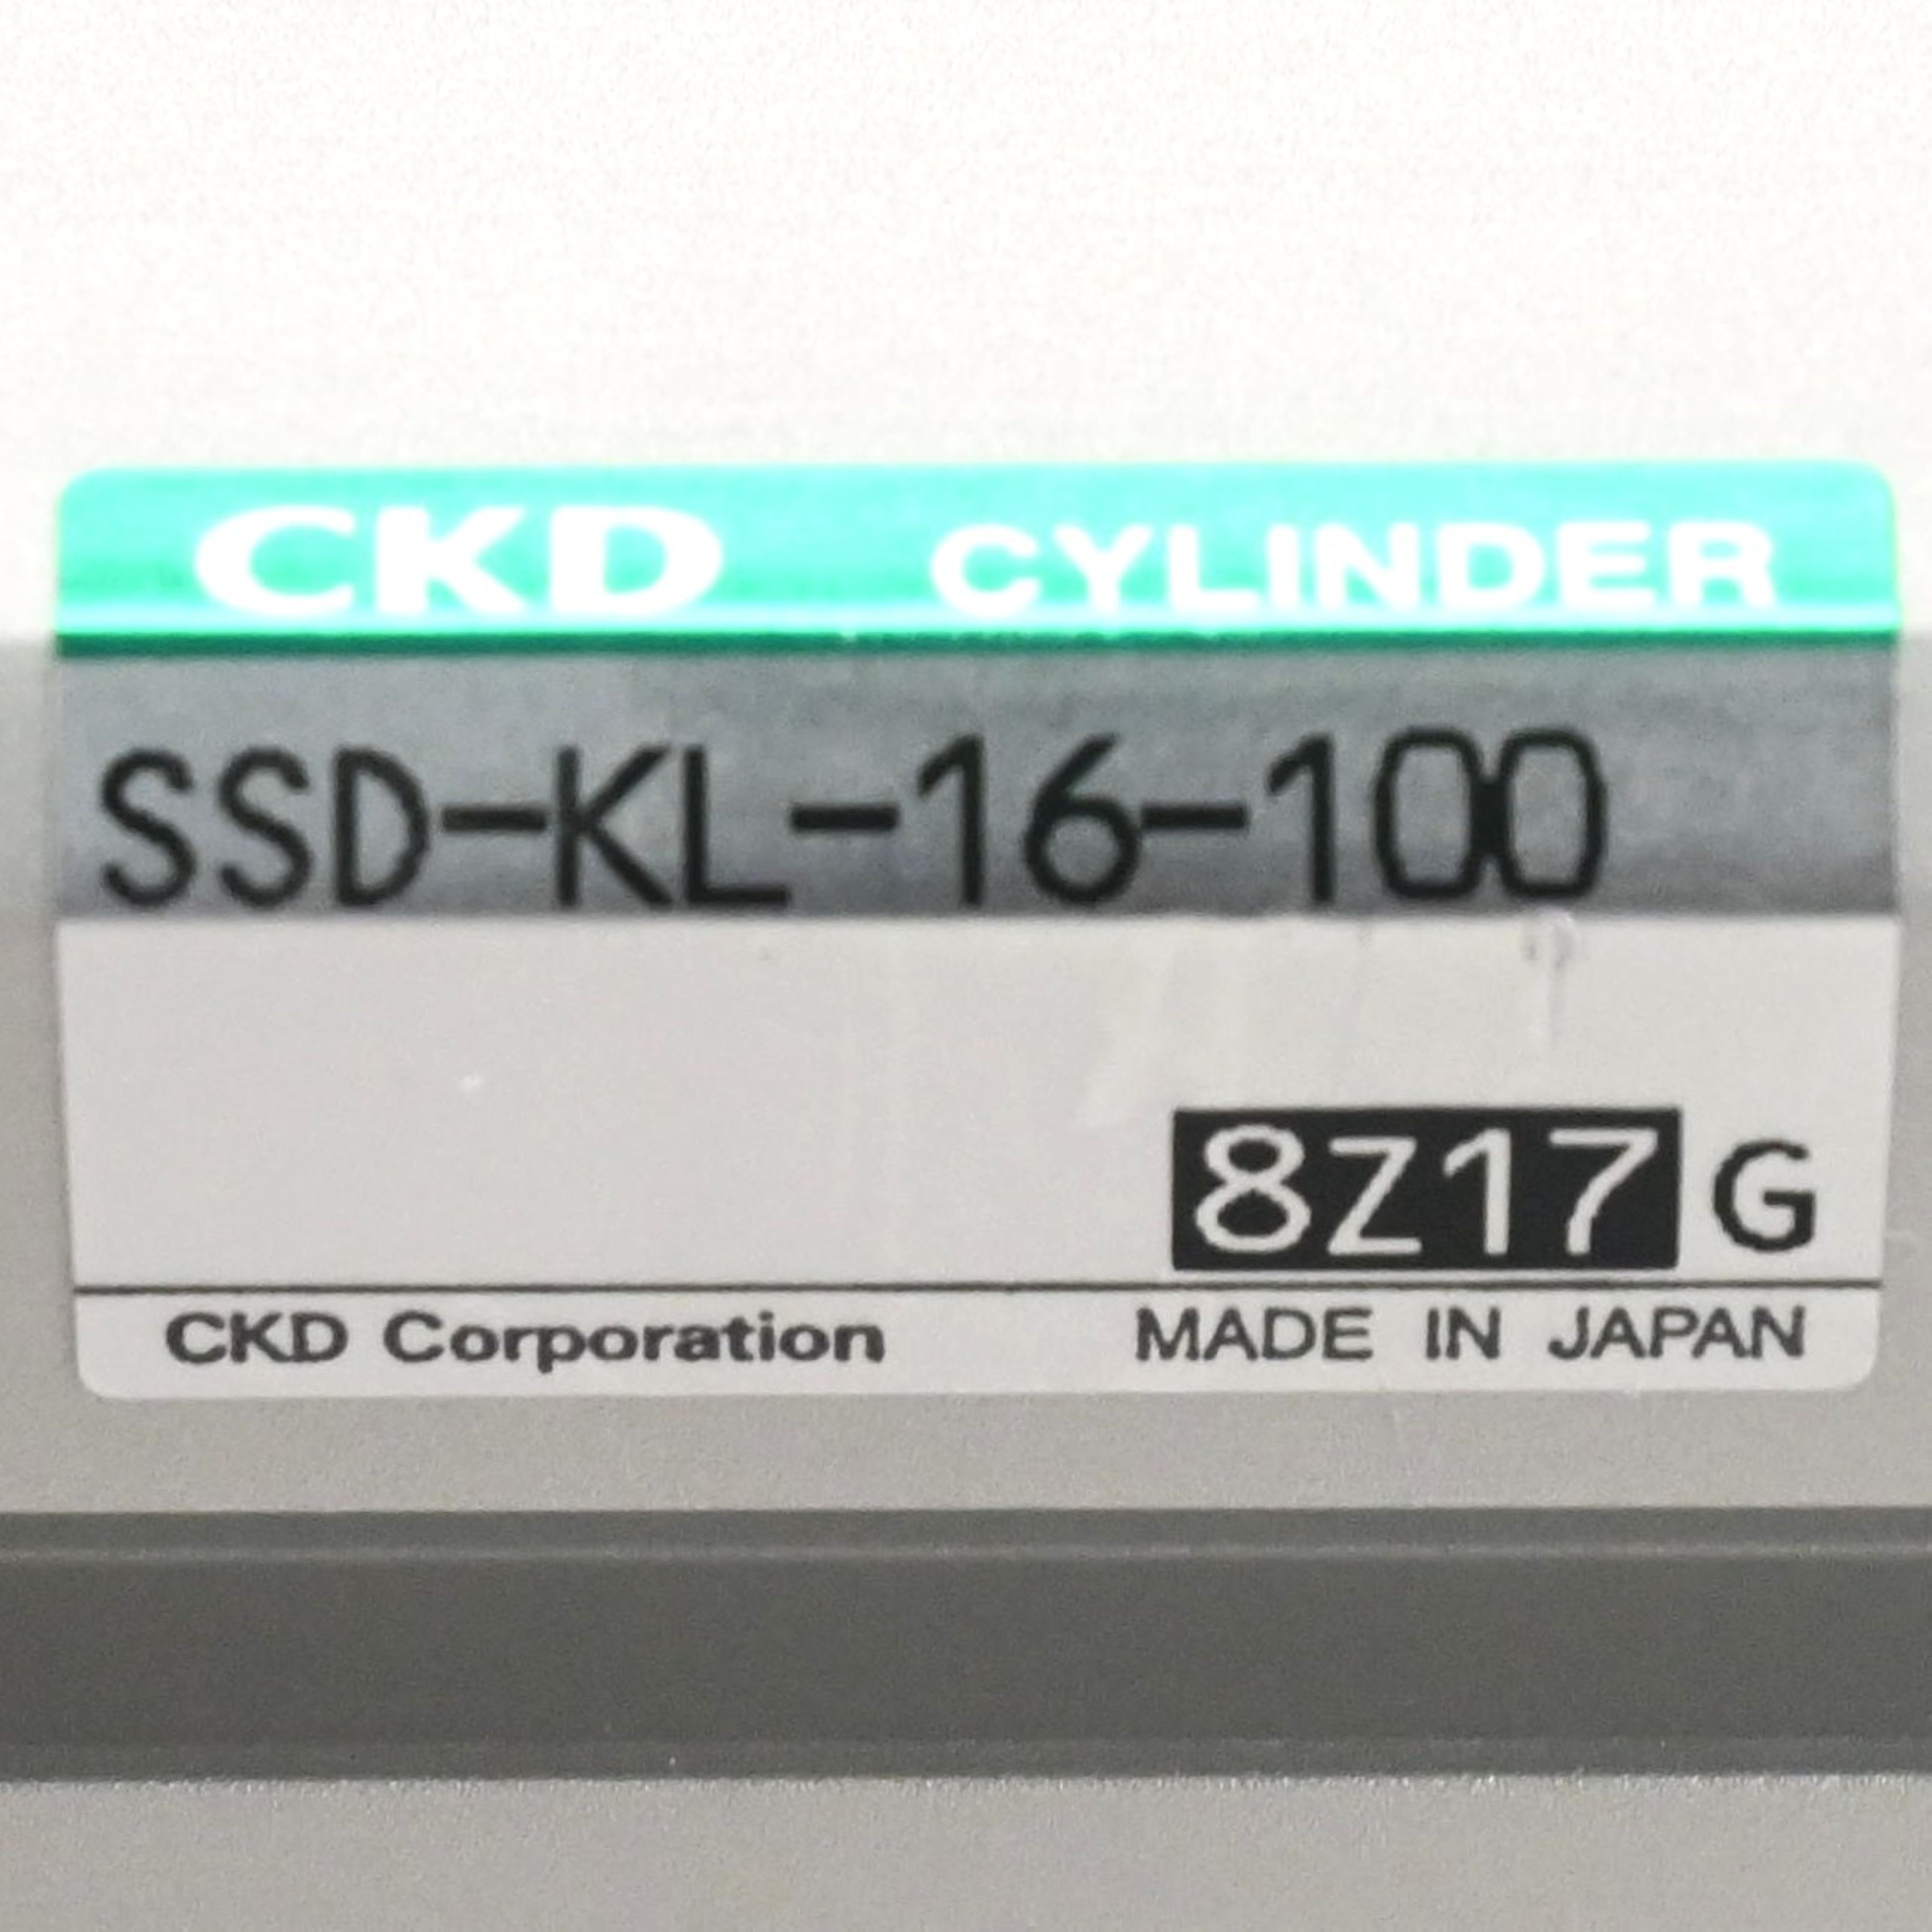 CKD CYLINDER
SSD-KL-16-100
8Z17 G
CKD Corporation MADE IN JAPAN